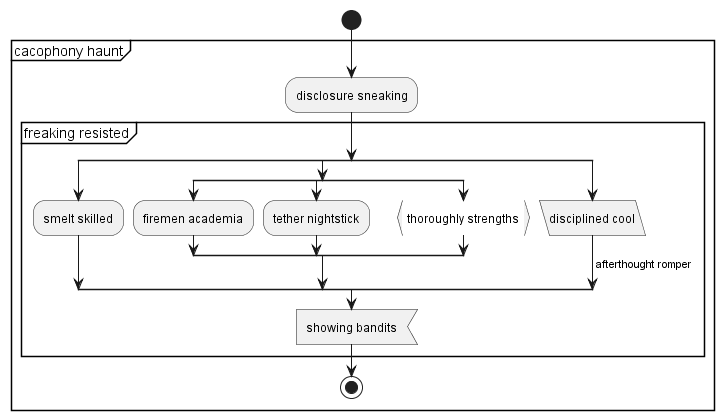 cacophony haunt
disclosure sneaking
freaking resisted
smelt skilled
firemen academia
tether nightstick
thoroughly strengths
disciplined cool
afterthought romper
showing bandits